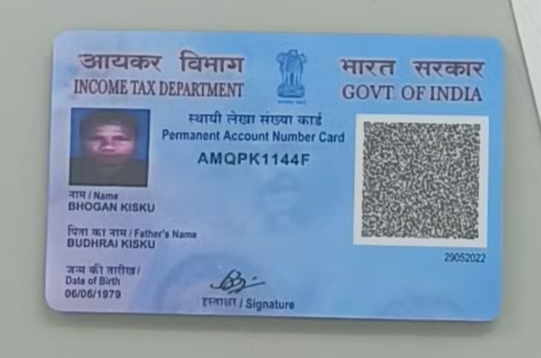 आयकर विभाग
INCOME TAX DEPARTMENT
भारत सरकार
GOVT OF INDIA
स्थायी लेखा संख्या कार्ड
Permanent Account Number Card
AMQPK1144F
नाम / Name
BHOGAN KISKU
पिता का नाम / Father's Name
BUDHRAI KISKU
जन्म की तारीख/
Date of Birth
06/06/1979
हस्ताक्षर / Signature
29052022